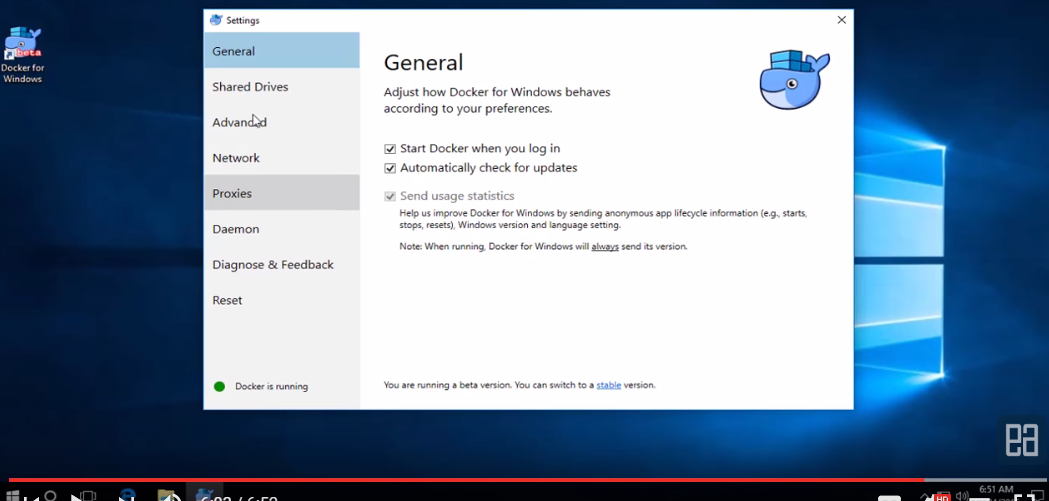 Settings
beta
Docker for
Windows
General
Shared Drives
Advanced
Network
Proxies
Daemon
Diagnose & Feedback
Reset
Docker is running
General
Adjust how Docker for Windows behaves
according to your preferences.
Start Docker when you log in
Automatically check for updates
Send usage statistics
Help us improve Docker for Windows by sending anonymous app lifecycle information (e.g., starts,
stops, resets), Windows version and language setting.
Note: When running, Docker for Windows will always send its version.
You are running a beta version. You can switch to a stable version.
6:51 AM
HD